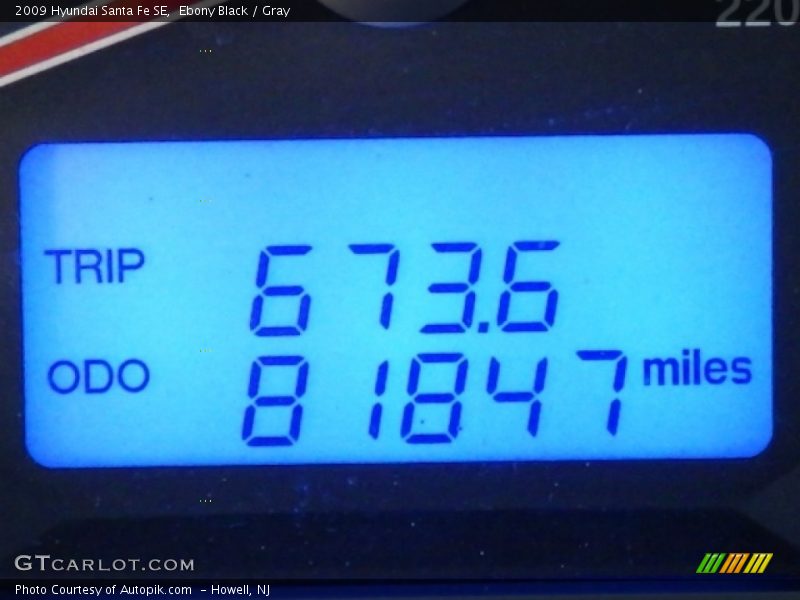 2009 Hyundai Santa Fe SE,  Ebony Black / Gray
220
TRIP 673.6
ODO 81847 miles
GTCARLOT.COM
Photo Courtesy of Autopik.com  – Howell, NJ